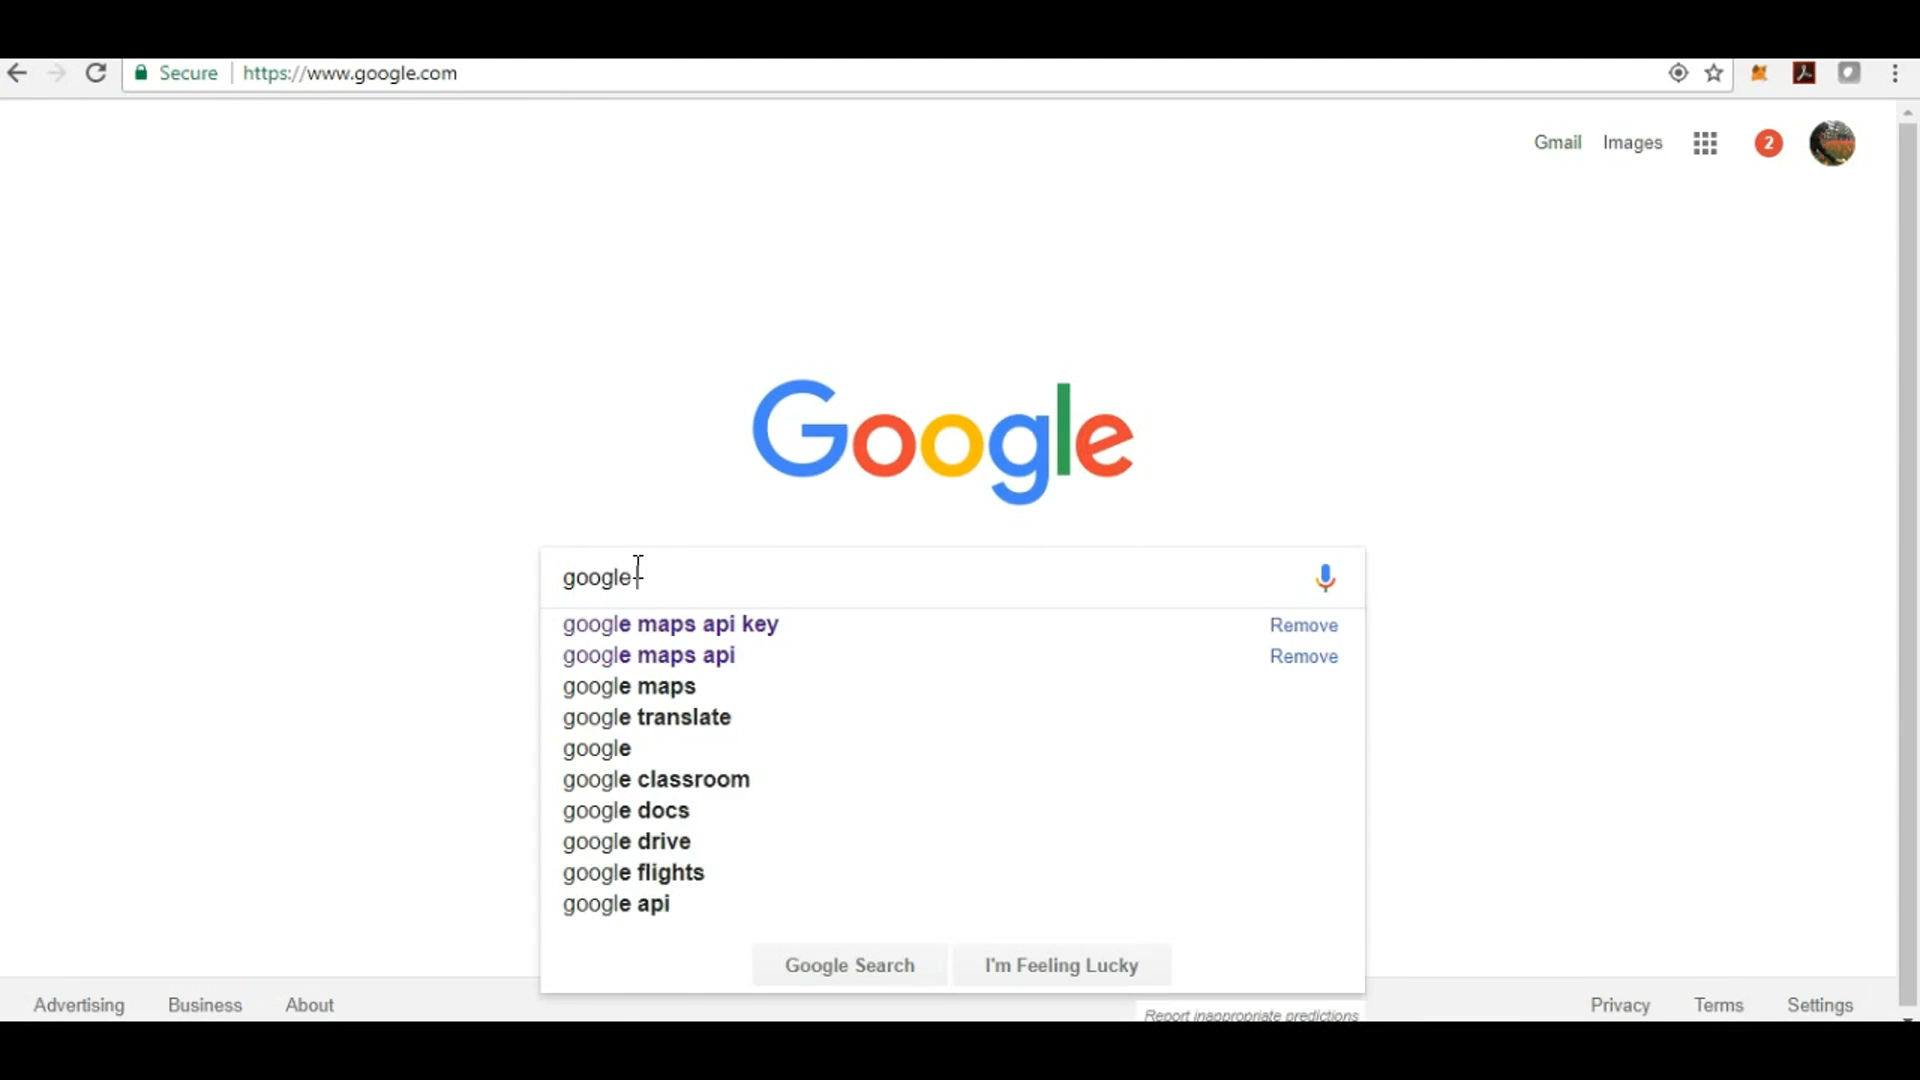 Secure https://www.google.com
Gmail Images 2
Google
google
google maps api key Remove
google maps api Remove
google maps
google translate
google
google classroom
google docs
google drive
google flights
google api
Google Search I'm Feeling Lucky
Advertising Business About Privacy Terms Settings
Report inappropriate predictions